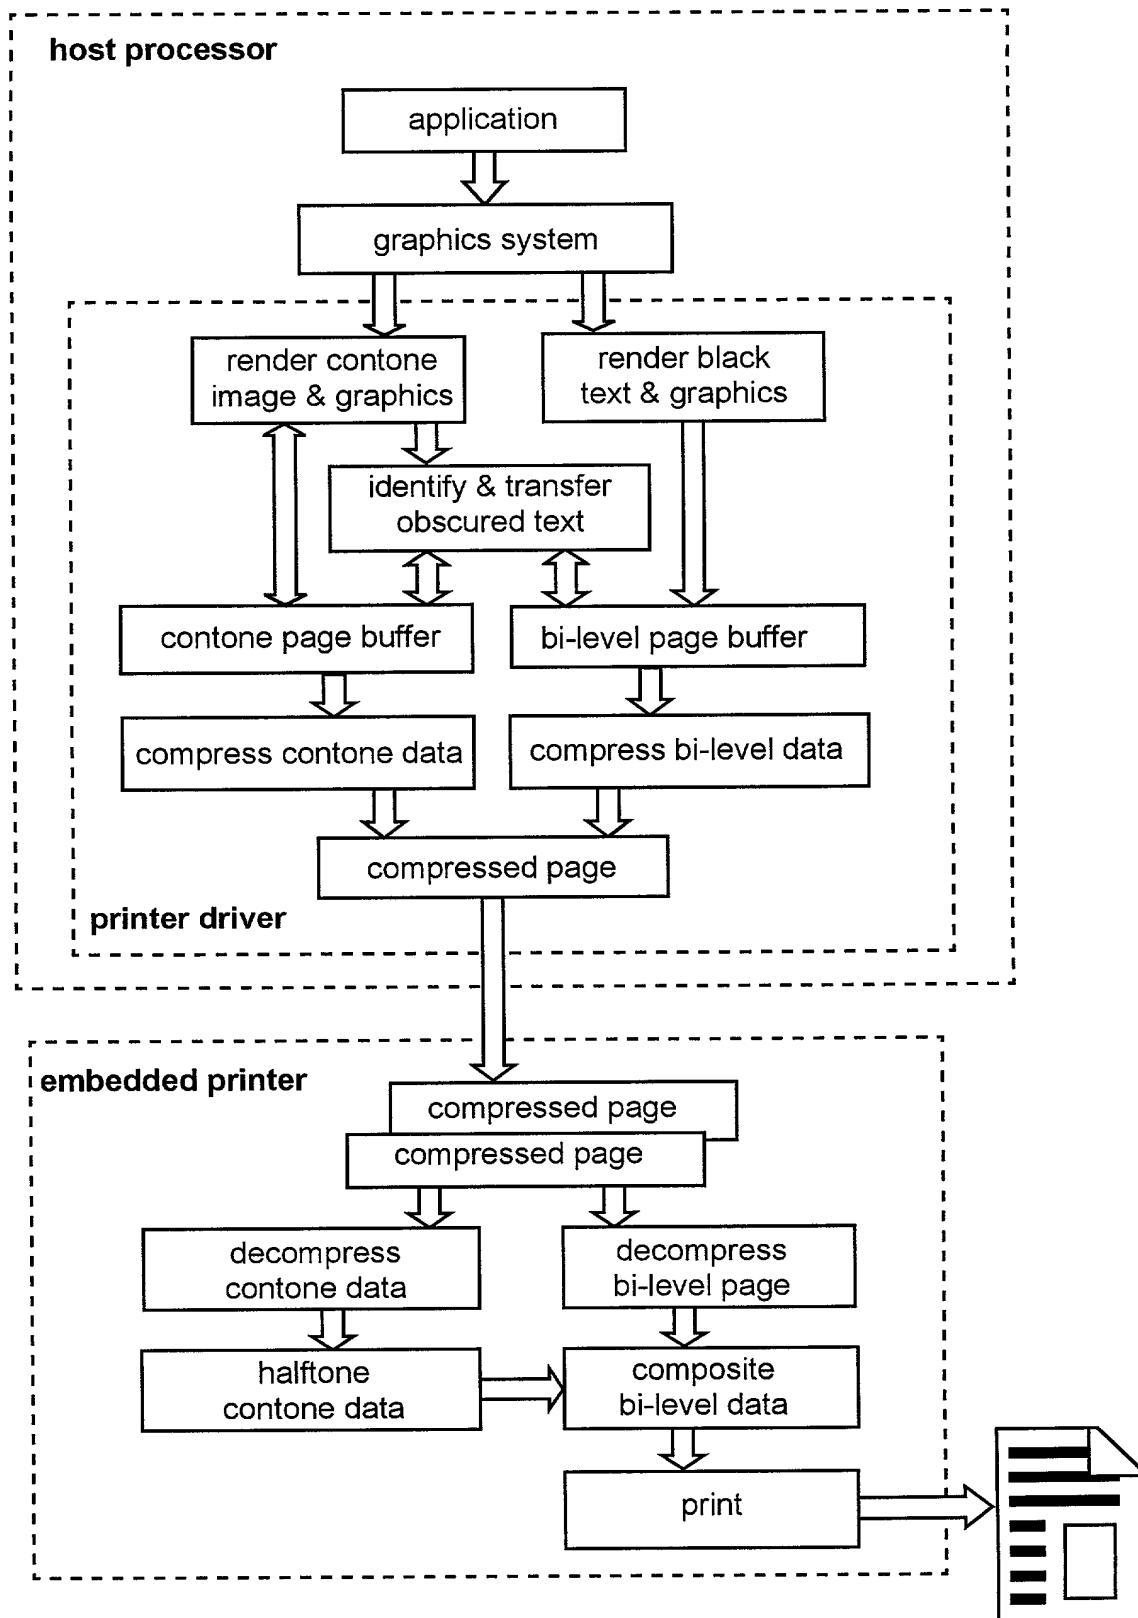 host processor
application
graphics system
render contone
image & graphics
render black
text & graphics
identify & transfer
obscured text
contone page buffer
bi-level page buffer
compress contone data
compress bi-level data
compressed page
printer driver
embedded printer
compressed page
compressed page
decompress
contone data
decompress
bi-level page
halftone
contone data
composite
bi-level data
print